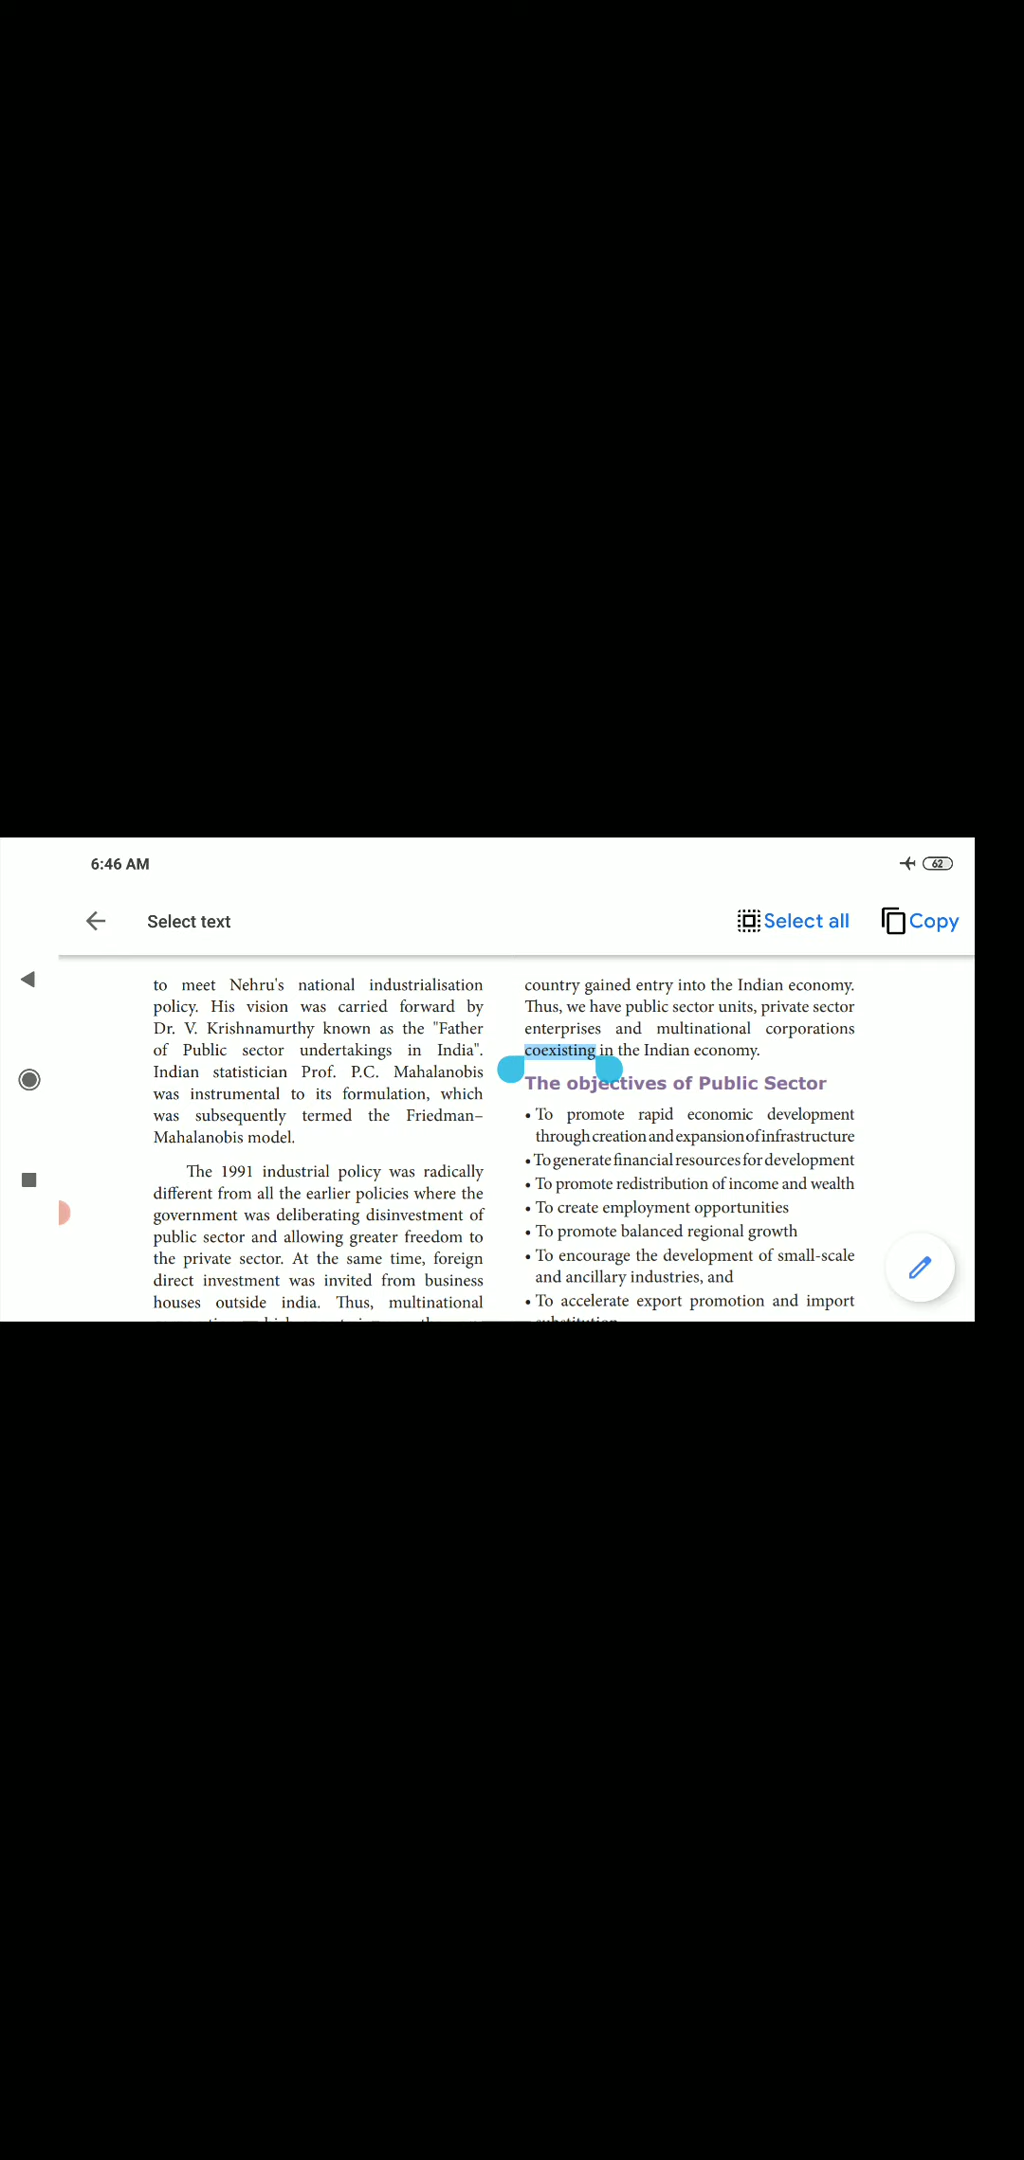 6:46 AM
62
Select text
Select all
Copy
to meet Nehru's national industrialisation
policy. His vision was carried forward by
Dr. V. Krishnamurthy known as the "Father
of Public sector undertakings in India".
Indian statistician Prof. P.C. Mahalanobis
was instrumental to its formulation, which
was subsequently termed the Friedman–
Mahalanobis model.
The 1991 industrial policy was radically
different from all the earlier policies where the
government was deliberating disinvestment of
public sector and allowing greater freedom to
the private sector. At the same time, foreign
direct investment was invited from business
houses outside india. Thus, multinational
country gained entry into the Indian economy.
Thus, we have public sector units, private sector
enterprises and multinational corporations
coexisting in the Indian economy.
The objectives of Public Sector
• To promote rapid economic development
through creation and expansion of infrastructure
• To generate financial resources for development
• To promote redistribution of income and wealth
• To create employment opportunities
• To promote balanced regional growth
• To encourage the development of small-scale
and ancillary industries, and
• To accelerate export promotion and import